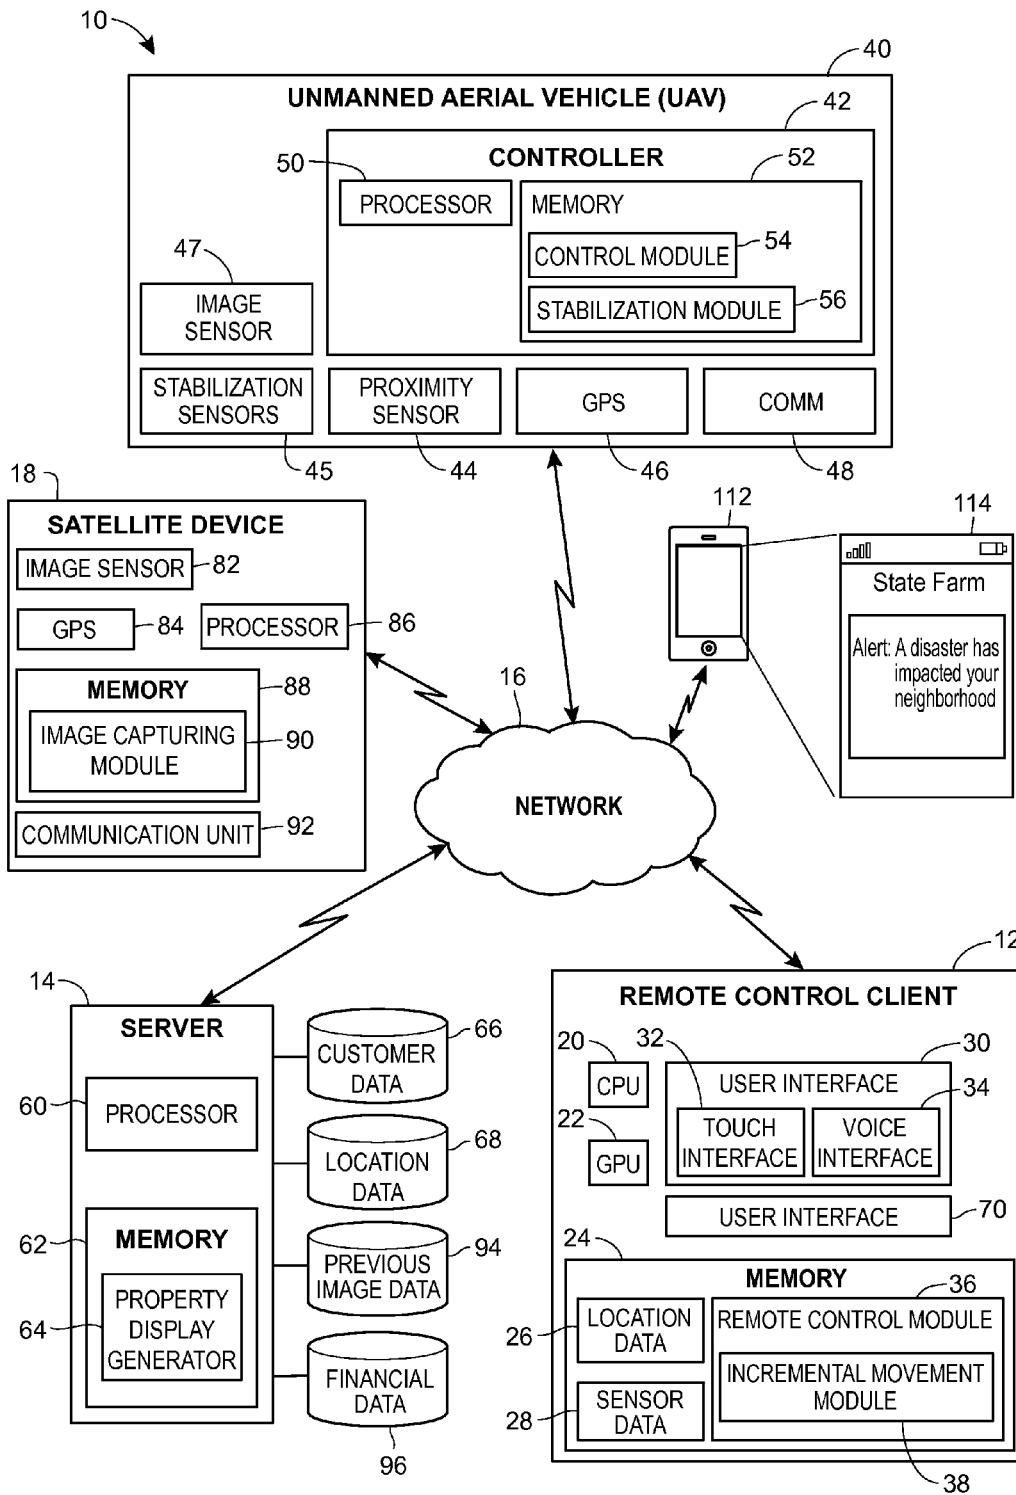 10
40
UNMANNED AERIAL VEHICLE (UAV)
42
CONTROLLER
50
52
PROCESSOR
MEMORY
CONTROL MODULE
54
STABILIZATION MODULE
56
47
IMAGE
SENSOR
STABILIZATION
SENSORS
PROXIMITY
SENSOR
GPS
COMM
45
44
46
48
18
SATELLITE DEVICE
IMAGE SENSOR
82
GPS
84
PROCESSOR
86
MEMORY
88
IMAGE CAPTURING
MODULE
90
COMMUNICATION UNIT
92
112
114
State Farm
Alert: A disaster has
impacted your
neighborhood
16
NETWORK
14
SERVER
60
PROCESSOR
62
MEMORY
64
PROPERTY
DISPLAY
GENERATOR
CUSTOMER
DATA
66
LOCATION
DATA
68
PREVIOUS
IMAGE DATA
94
FINANCIAL
DATA
96
12
REMOTE CONTROL CLIENT
20
CPU
22
GPU
32
30
USER INTERFACE
34
TOUCH
INTERFACE
VOICE
INTERFACE
USER INTERFACE
70
24
MEMORY
26
LOCATION
DATA
28
SENSOR
DATA
36
REMOTE CONTROL MODULE
INCREMENTAL MOVEMENT
MODULE
38